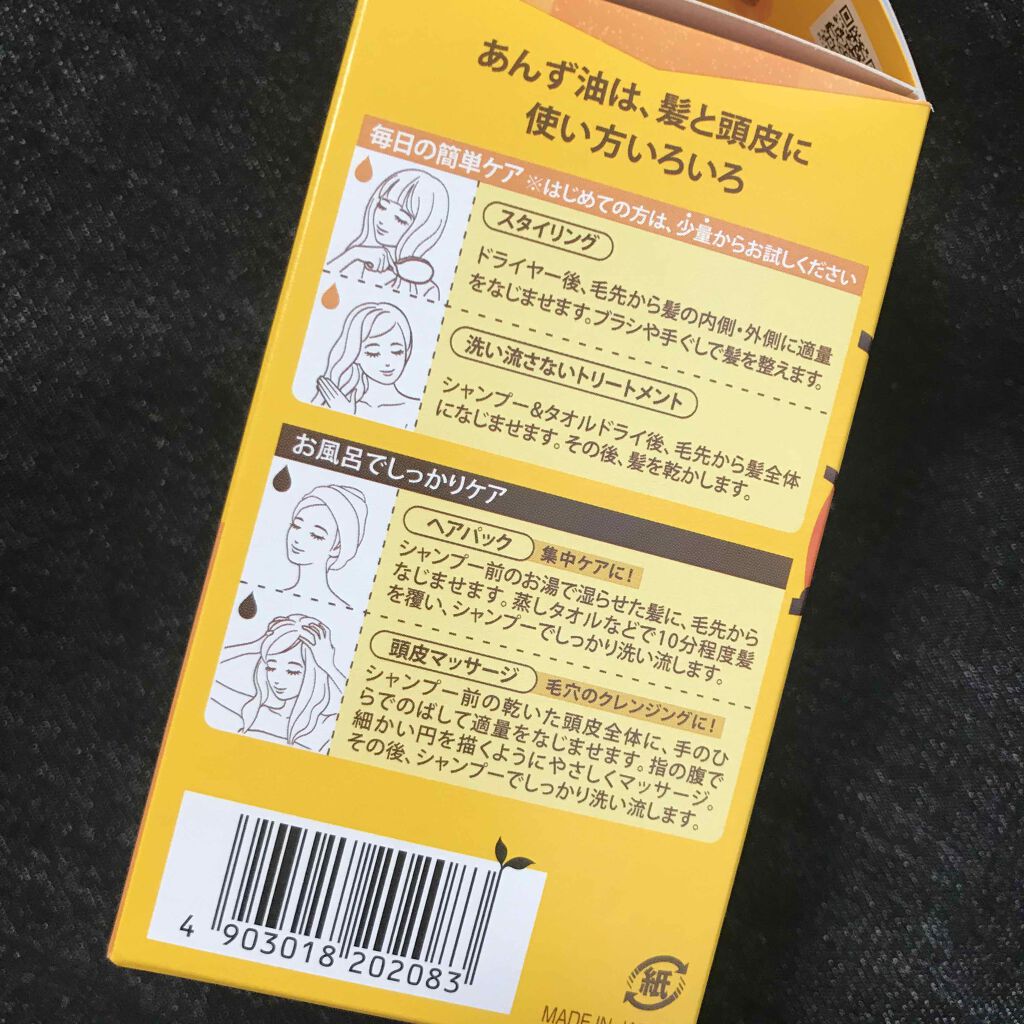 あんず油は、髪と頭皮に
使い方いろいろ
毎日の簡単ケア ※はじめての方は、少量からお試しください
スタイリング
ドライヤー後、毛先から髪の内側・外側に適量
をなじませます。ブラシや手ぐしで髪を整えます。
洗い流さないトリートメント
シャンプー&タオルドライ後、毛先から髪全体
になじませます。その後、髪を乾かします。
お風呂でしっかりケア
ヘアパック 集中ケアに!
シャンプー前のお湯で湿らせた髪に、毛先から
なじませます。蒸しタオルなどで10分程度髪
を覆い、シャンプーでしっかり洗い流します。
頭皮マッサージ 毛穴のクレンジングに!
シャンプー前の乾いた頭皮全体に、手のひ
らでのばして適量をなじませます。指の腹で
細かい円を描くようにやさしくマッサージ。
その後、シャンプーでしっかり洗い流します。
4 903018 202083
紙
MADE IN